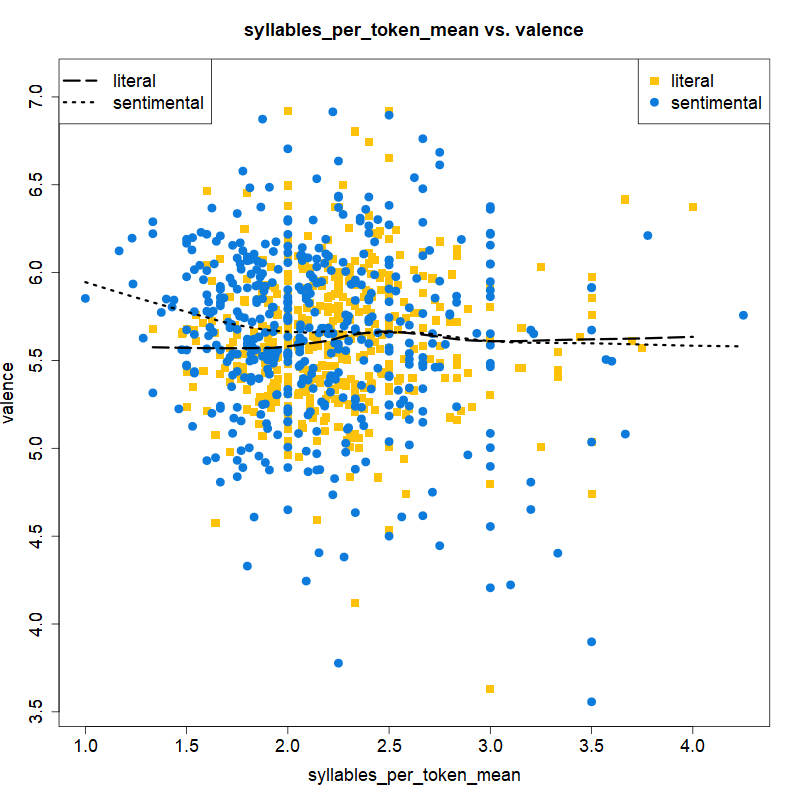 syllables_per_token_mean vs. valence
literal
sentimental
literal
sentimental
7.0
6.5
6.0
5.5
5.0
4.5
4.0
3.5
valence
1.0 1.5 2.0 2.5 3.0 3.5 4.0
syllables_per_token_mean